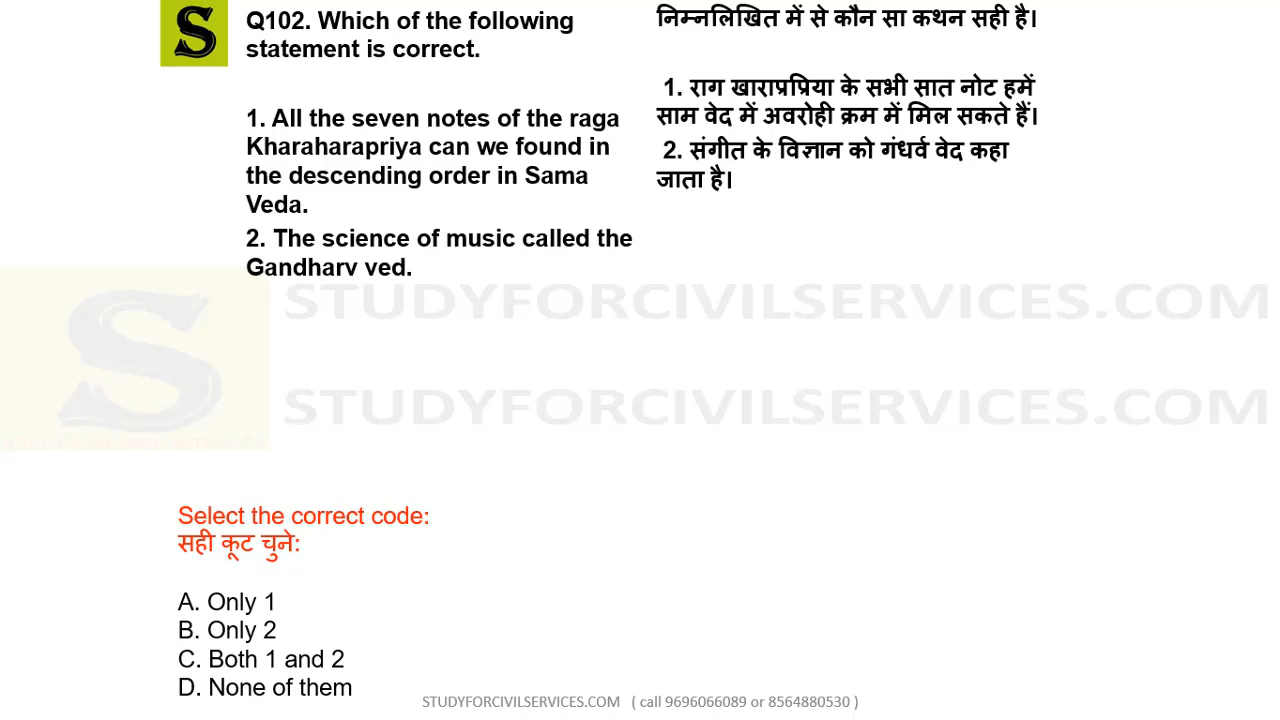 S
Q102. Which of the following
statement is correct.
1. All the seven notes of the raga
Kharaharapriya can we found in
the descending order in Sama
Veda.
2. The science of music called the
Gandharv ved.
निम्नलिखित में से कौन सा कथन सही है।
1. राग खाराप्रप्रिया के सभी सात नोट हमें
साम वेद में अवरोही क्रम में मिल सकते हैं।
2. संगीत के विज्ञान को गंधर्व वेद कहा
जाता है।
S
STUDYFORCIVILSERVICES.COM
STUDYFORCIVILSERVICES.COM
Select the correct code:
सही कूट चुने:
A. Only 1
B. Only 2
C. Both 1 and 2
D. None of them
STUDYFORCIVILSERVICES.COM ( call 9696066089 or 8564880530 )